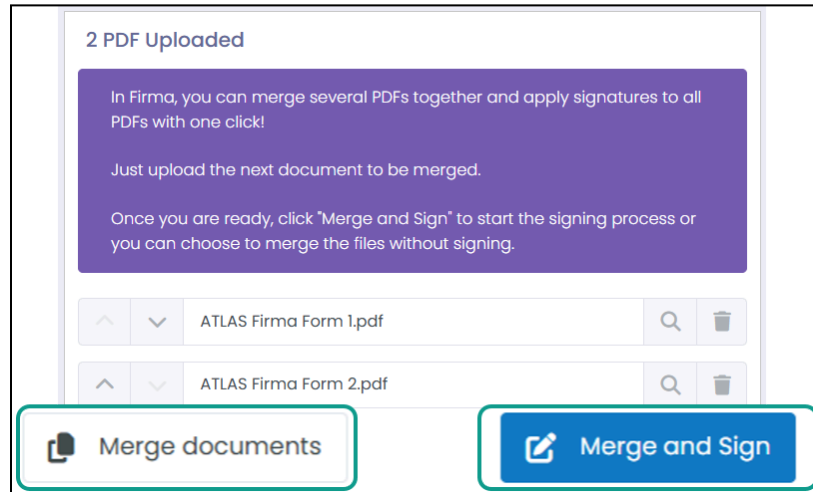 2 PDF Uploaded
In Firma, you can merge several PDFs together and apply signatures to all
PDFs with one click!
Just upload the next document to be merged.
Once you are ready, click "Merge and Sign" to start the signing process or
you can choose to merge the files without signing.
ATLAS Firma Form 1.pdf
ATLAS Firma Form 2.pdf
Merge documents
Merge and Sign